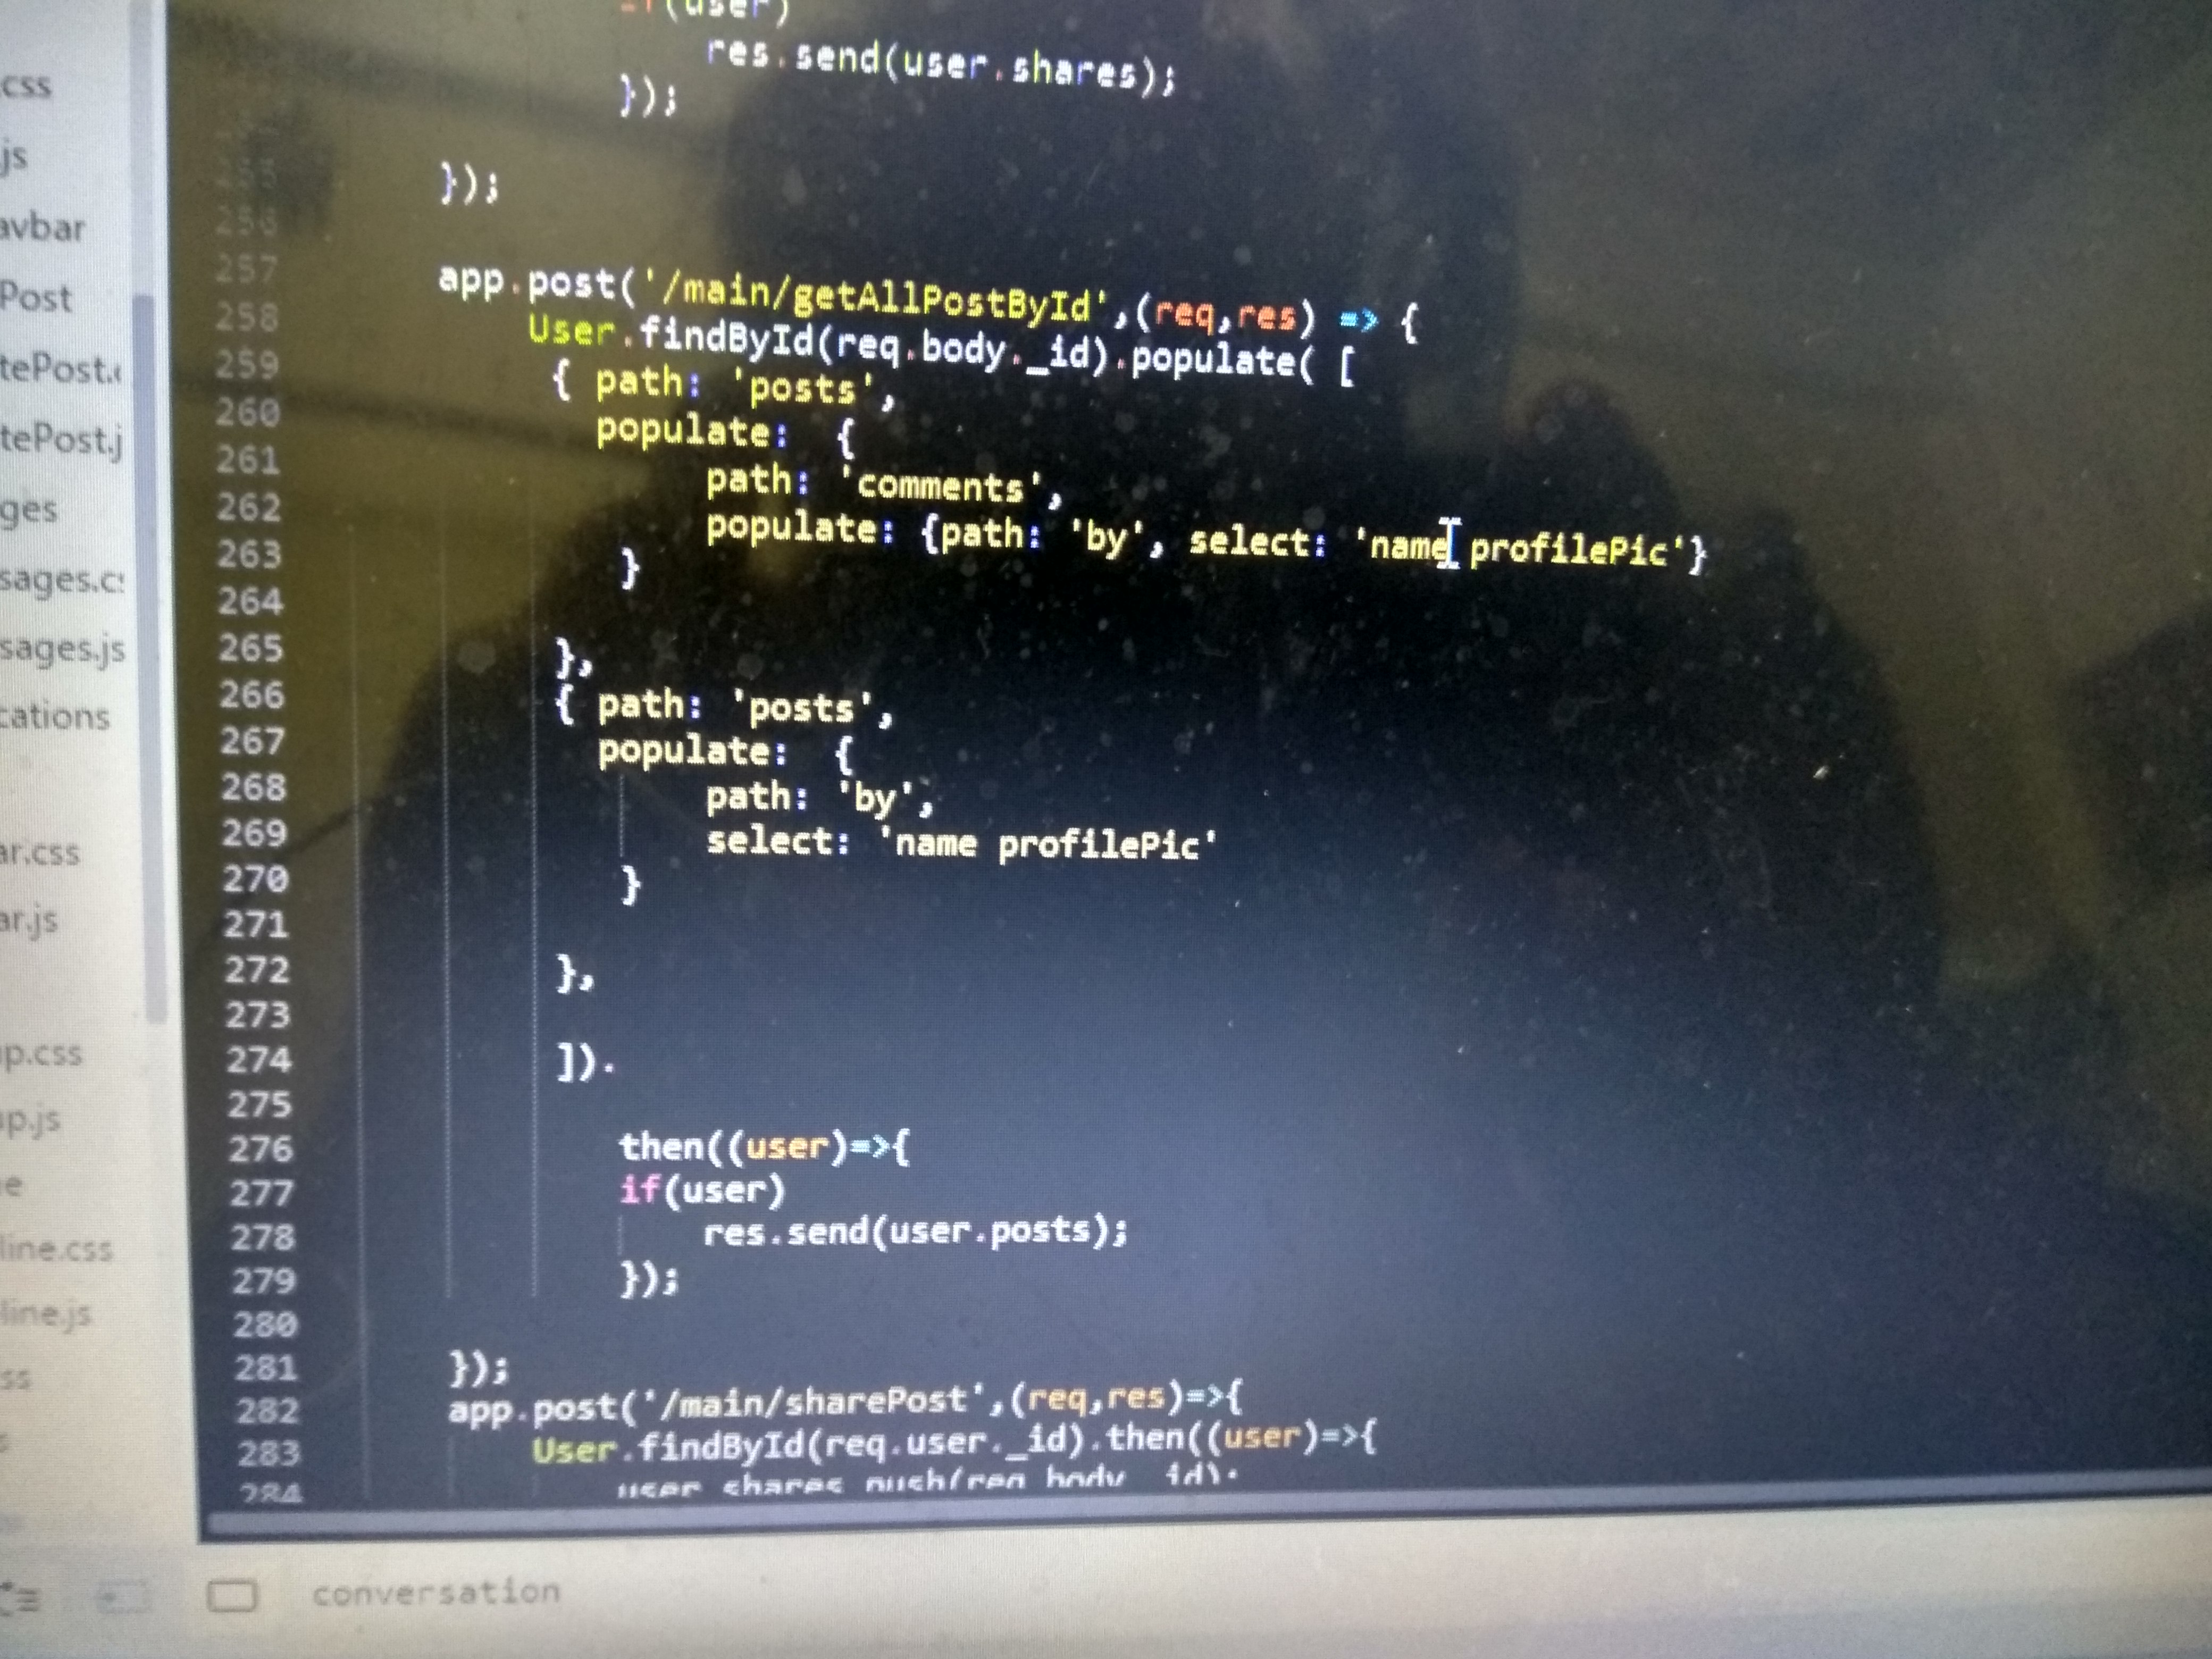 if(user)
res.send(user.shares);
});
});
256
257
app.post('/main/getAllPostById',(req,res) => {
258
User.findById(req.body._id).populate( [
259
{ path: 'posts',
260
populate: {
261
path: 'comments',
262
populate: {path: 'by', select: 'name profilePic'}
263
}
264
265
},
266
{ path: 'posts',
267
populate: {
268
path: 'by',
269
select: 'name profilePic'
270
}
271
272
},
273
274
]).
275
276
then((user)=>{
277
if(user)
278
res.send(user.posts);
279
});
280
281
});
282
app.post('/main/sharePost',(req,res)=>{
283
User.findById(req.user._id).then((user)=>{
284
user.shares.push(req.body._id);
css
js
avbar
Post
tePost.
tePost.j
ges
sages.c
sages.js
cations
ar.css
ar.js
p.css
p.js
e
line.css
line.js
ss
conversation